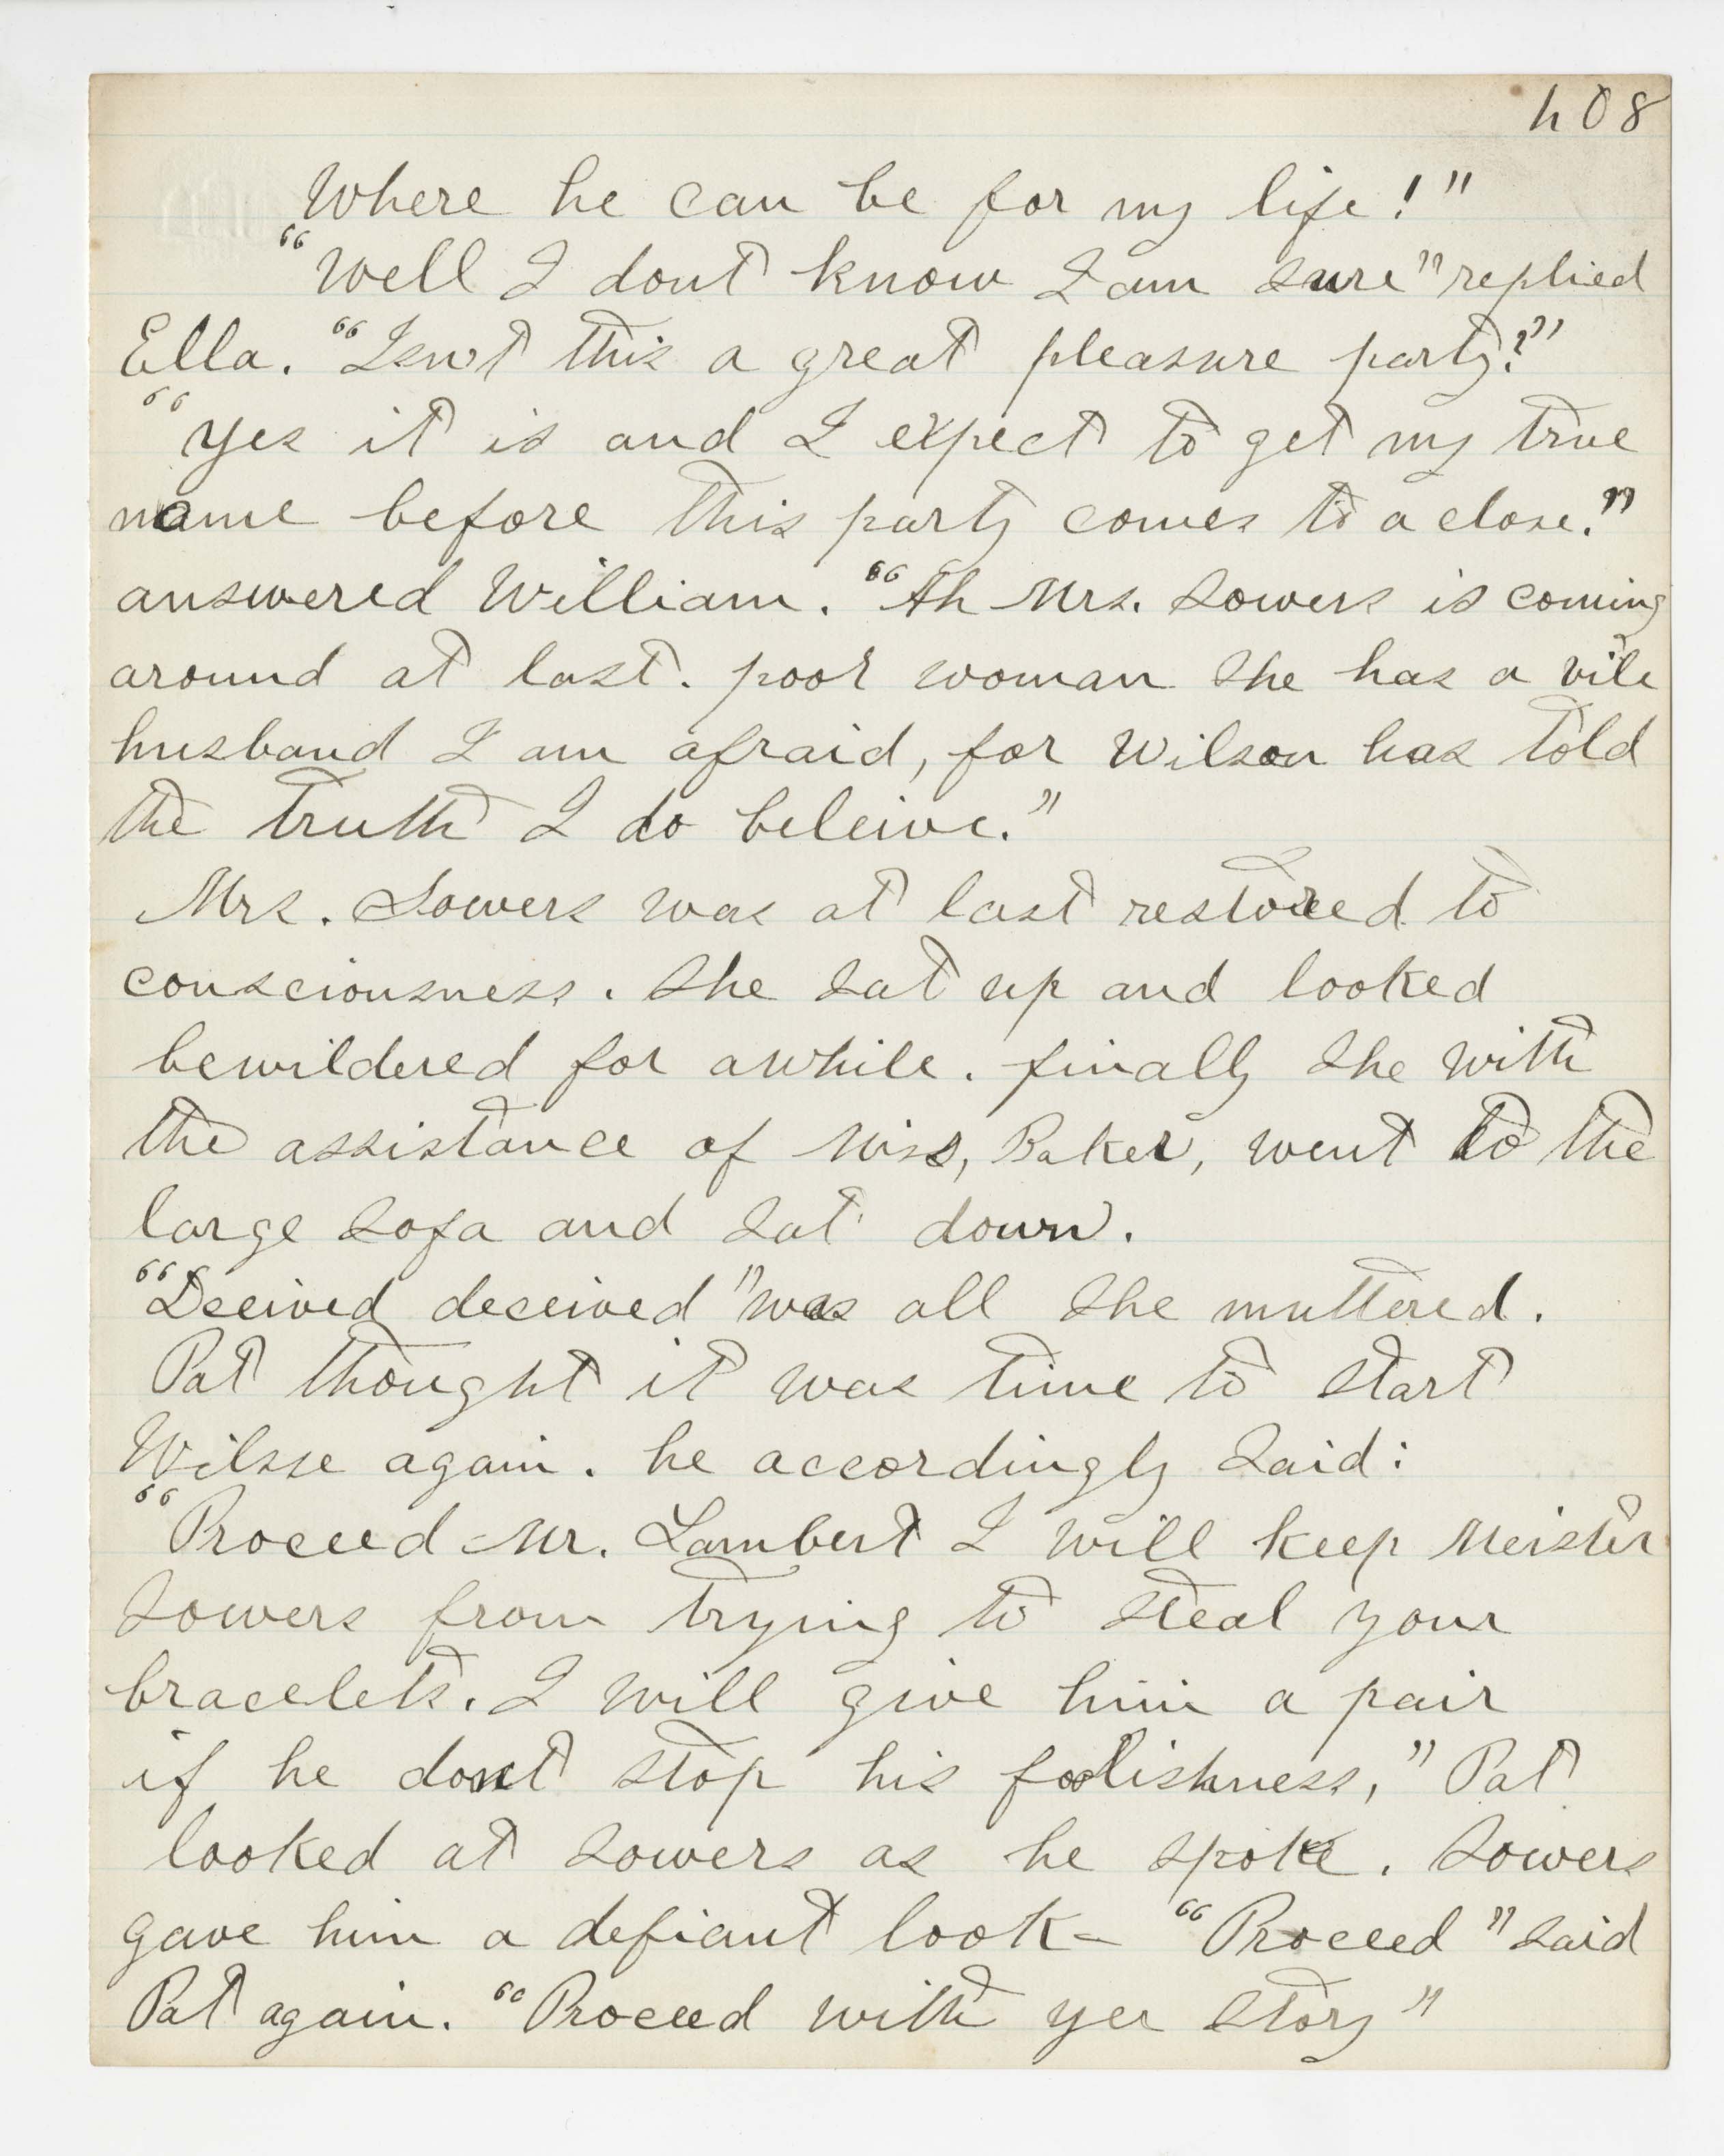 408
Where he can be for my life!"
"Well I dont know I am sure" replied
Ella. "Isn't this a great pleasure party?"
"Yes it is and I expect to get my true
name before this party comes to a close."
answered William. "Ah Mrs. Sowers is coming
around at last. poor woman she has a vile
husband I am afraid, for Wilson has told
the truth I do beleive."
Mrs. Sowers was at last restored to
consciousness. She sat up and looked
bewildered for awhile. finally she with
the assistance of Miss, Baker, went to the
large sofa and sat down.
"Deceived deceived" was all she muttered.
Pat thought it was time to start
Wilsse again. he accordingly said:
"Proceed Mr. Lambert I will keep Meister
Sowers from trying to steal your
bracelets. I will give him a pair
if he dont stop his foolishness," Pat
looked at Sowers as he spoke. Sowers
gave him a defiant look- "Proceed" said
Pat again. "Proceed with yer story"